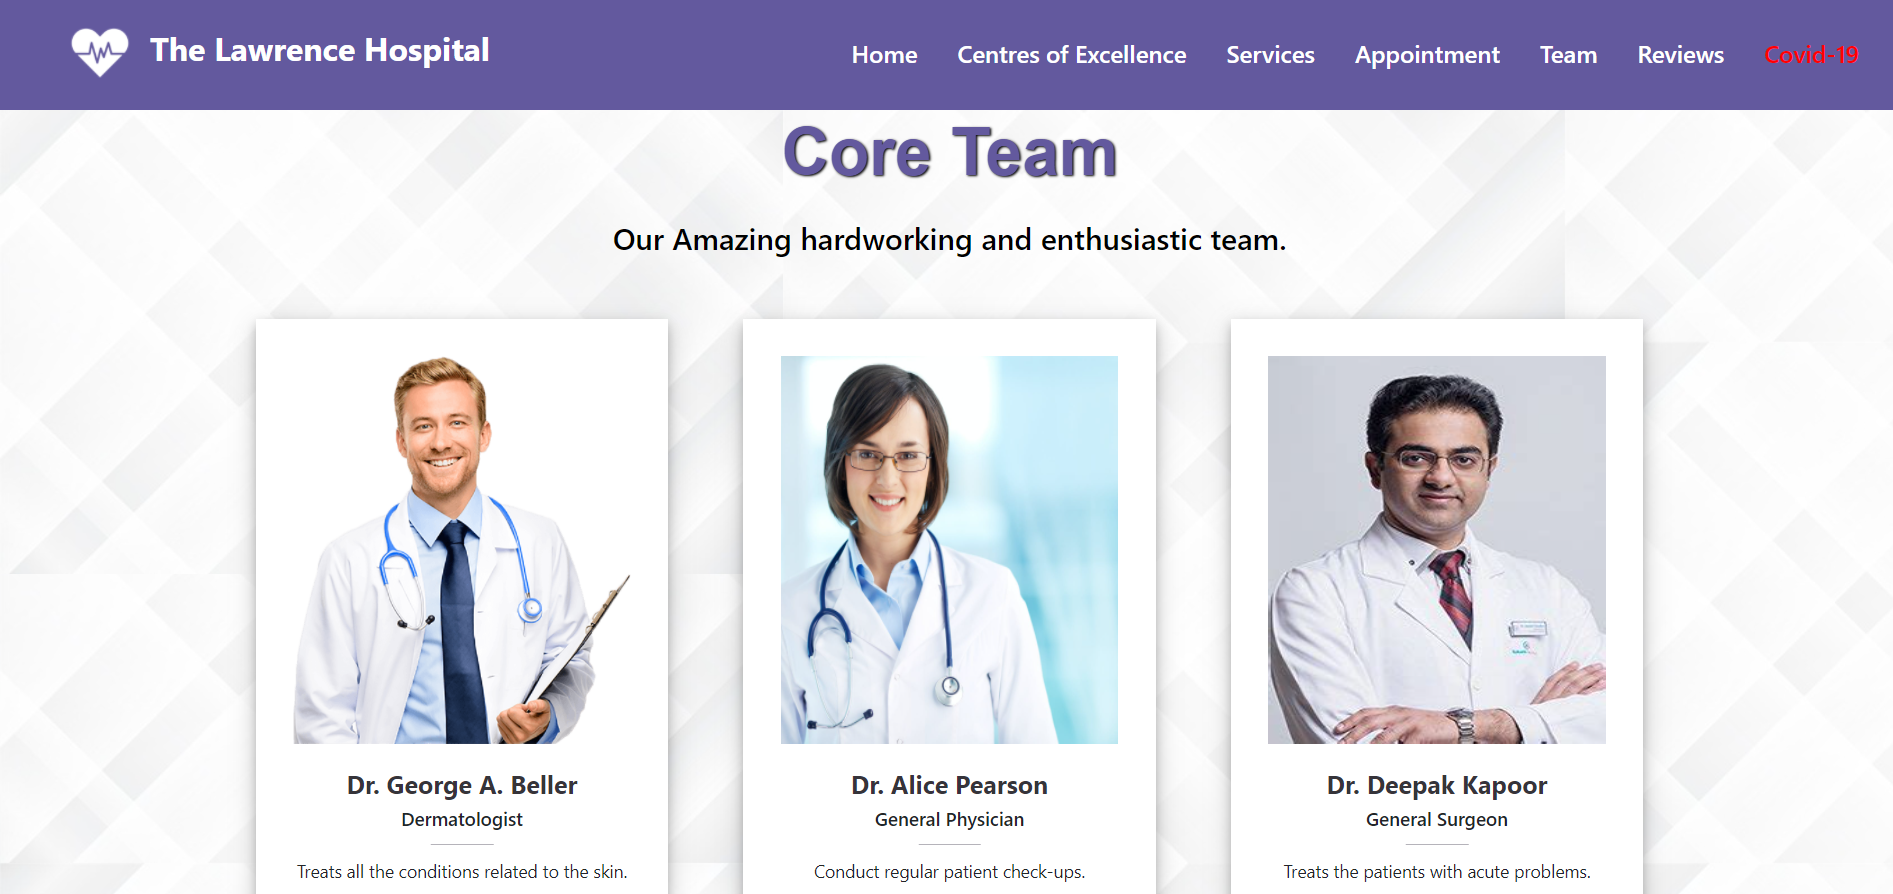 The Lawrence Hospital
Home Centres of Excellence Services Appointment Team Reviews Covid-19
Core Team
Our Amazing hardworking and enthusiastic team.
Dr. George A. Beller
Dermatologist
Treats all the conditions related to the skin.
Dr. Alice Pearson
General Physician
Conduct regular patient check-ups.
Dr. Deepak Kapoor
General Surgeon
Treats the patients with acute problems.